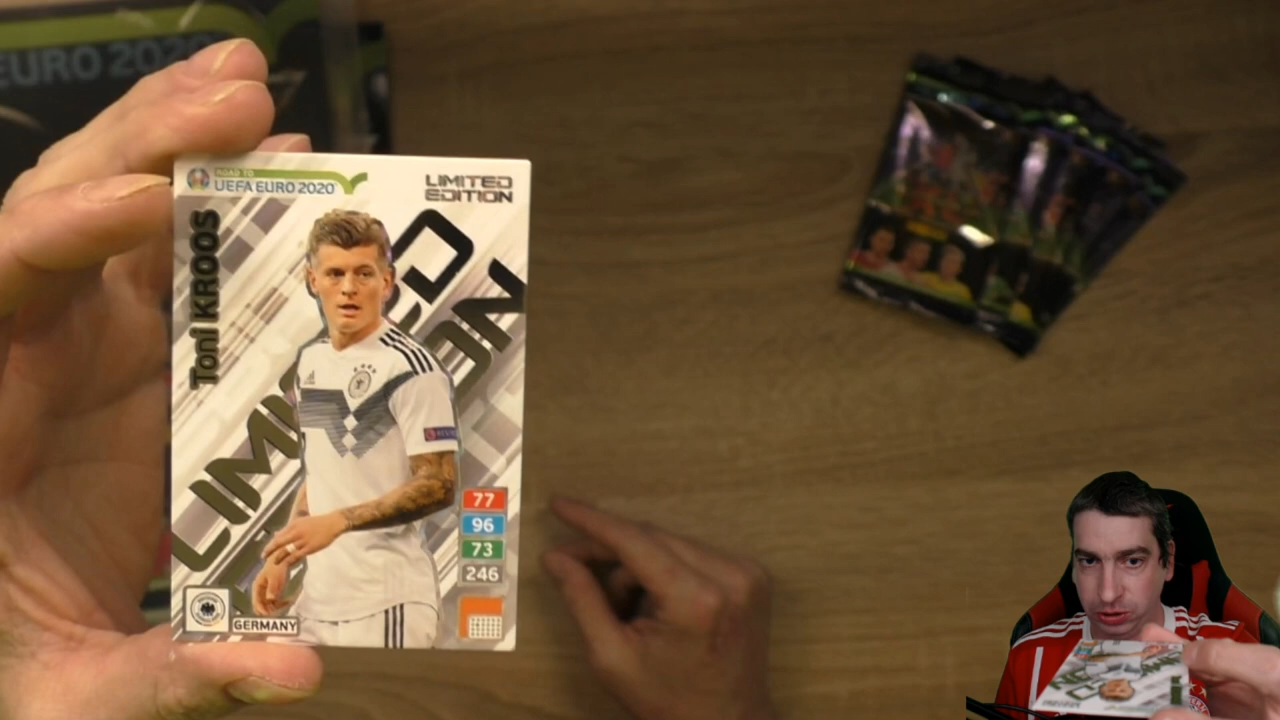 EURO 2020
ROAD TO
UEFA EURO 2020
LIMITED
EDITION
Toni KROOS
77
96
73
246
GERMANY